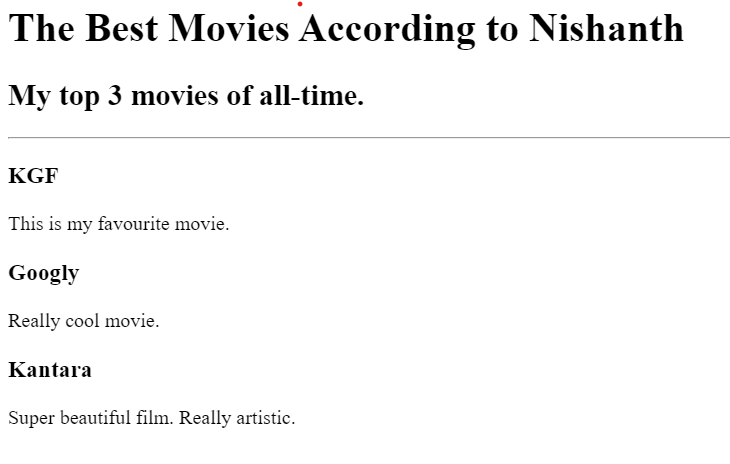 The Best Movies According to Nishanth
My top 3 movies of all-time.
KGF
This is my favourite movie.
Googly
Really cool movie.
Kantara
Super beautiful film. Really artistic.